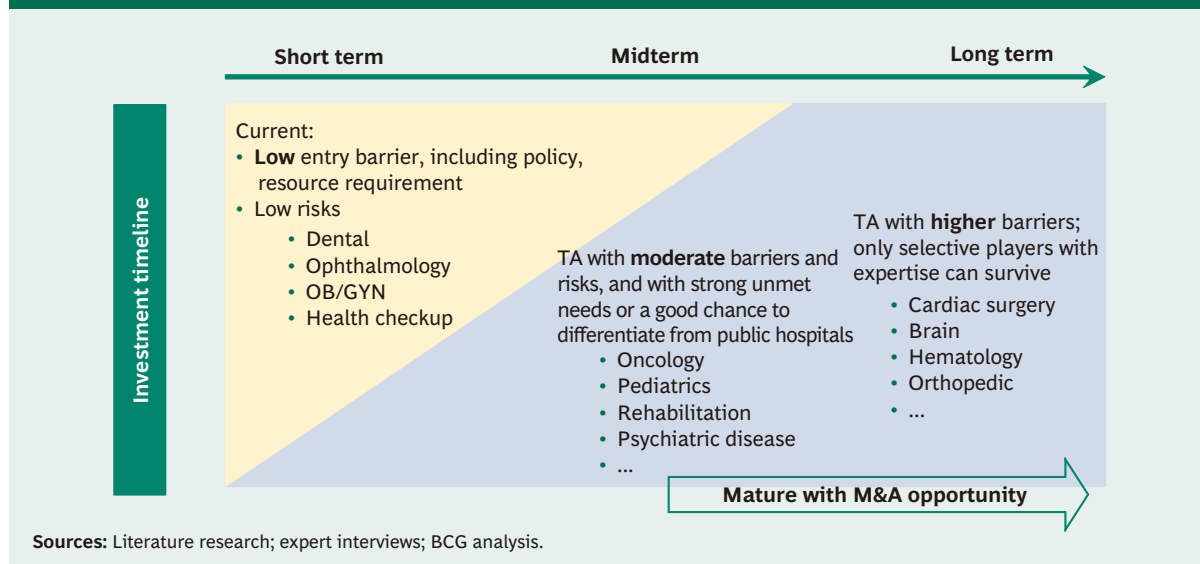 Short term
Midterm
Long term
Investment timeline
Current:
• Low entry barrier, including policy,
resource requirement
• Low risks
• Dental
• Ophthalmology
• OB/GYN
• Health checkup
TA with moderate barriers and
risks, and with strong unmet
needs or a good chance to
differentiate from public hospitals
• Oncology
• Pediatrics
• Rehabilitation
• Psychiatric disease
• ...
TA with higher barriers;
only selective players with
expertise can survive
• Cardiac surgery
• Brain
• Hematology
• Orthopedic
• ...
Mature with M&A opportunity
Sources: Literature research; expert interviews; BCG analysis.